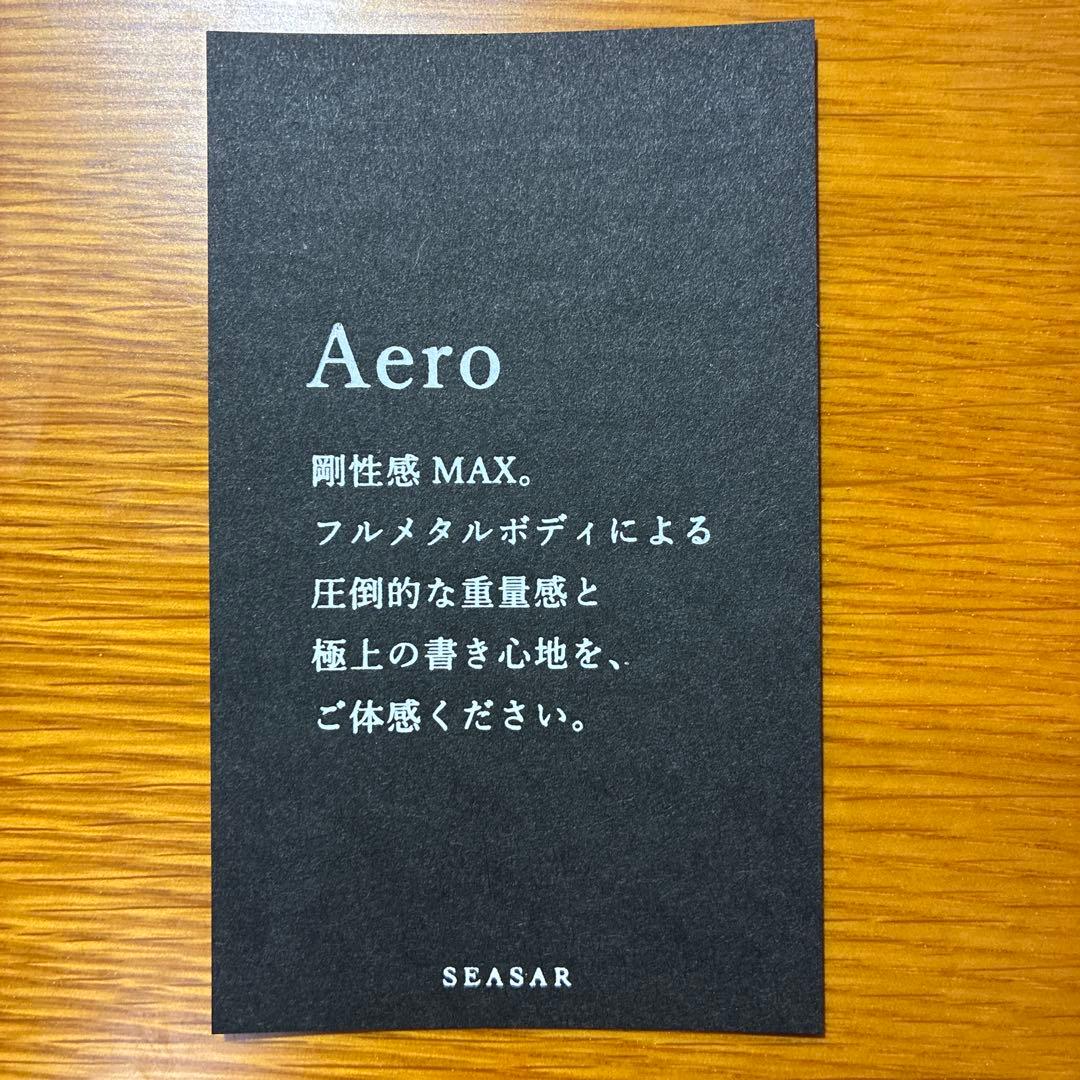 Aero
剛性感 MAX。
フルメタルボディによる
圧倒的な重量感と
極上の書き心地を、
ご体感ください。
SEASAR